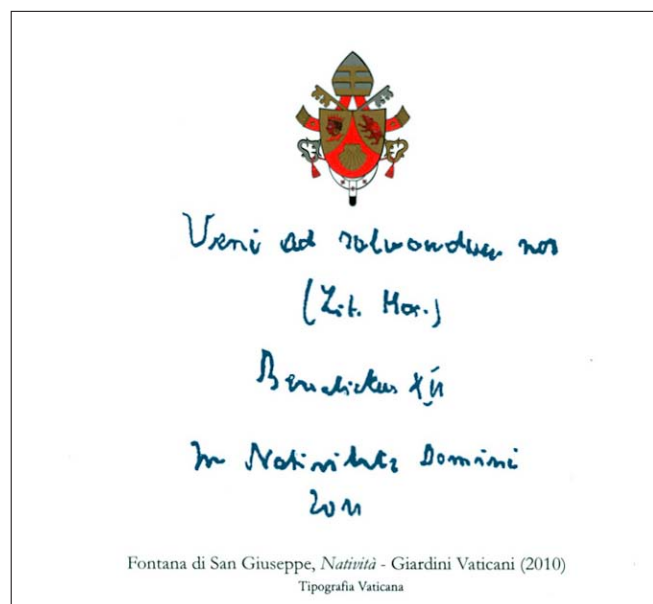 Veni ad salvandum nos
(Lit. Hor.)
Benedictus XVI
In Nativitate Domini
2011
Fontana di San Giuseppe, Natività - Giardini Vaticani (2010)
Tipografia Vaticana